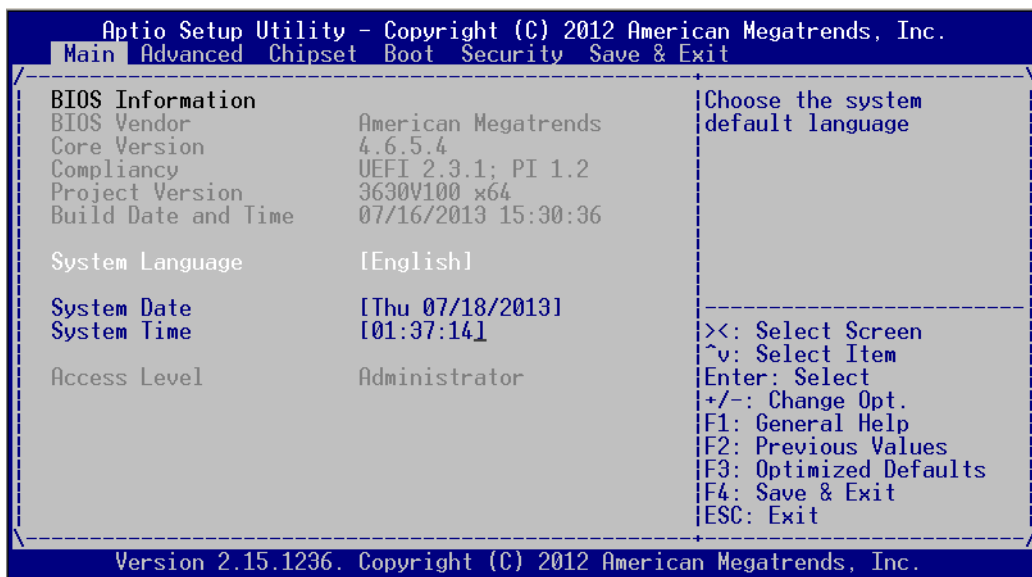 Aptio Setup Utility - Copyright (C) 2012 American Megatrends, Inc.
Main Advanced Chipset Boot Security Save & Exit
BIOS Information
BIOS Vendor American Megatrends
Core Version 4.6.5.4
Compliancy UEFI 2.3.1; PI 1.2
Project Version 3630V100 x64
Build Date and Time 07/16/2013 15:30:36
System Language [English]
System Date [Thu 07/18/2013]
System Time [01:37:14]
Access Level Administrator
Choose the system
default language
><: Select Screen
^v: Select Item
Enter: Select
+/-: Change Opt.
F1: General Help
F2: Previous Values
F3: Optimized Defaults
F4: Save & Exit
ESC: Exit
Version 2.15.1236. Copyright (C) 2012 American Megatrends, Inc.